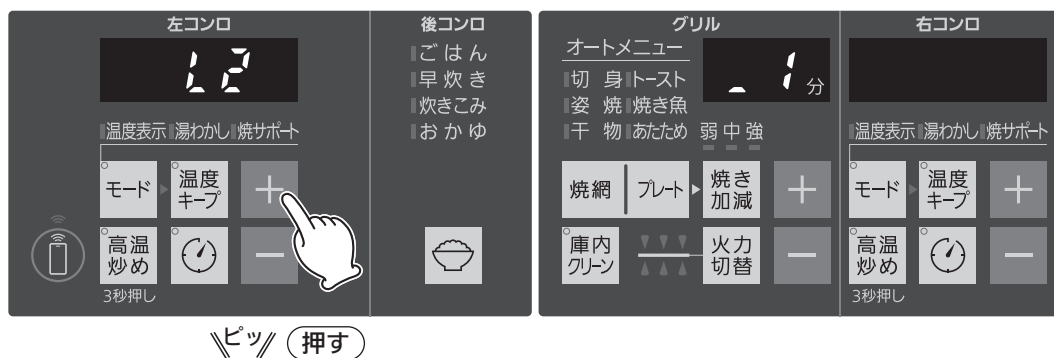 左コンロ
L2
温度表示 湯わかし 焼サポート
モード
温度
キープ
＋
高温
炒め
－
3秒押し
後コンロ
ごはん
早炊き
炊きこみ
おかゆ
グリル
オートメニュー
切身 トースト
姿焼 焼き魚
干物 あたため
_1分
弱中強
焼網
プレート
焼き
加減
＋
庫内
クリーン
火力
切替
－
右コンロ
温度表示 湯わかし 焼サポート
モード
温度
キープ
＋
高温
炒め
－
3秒押し
ピッ 押す